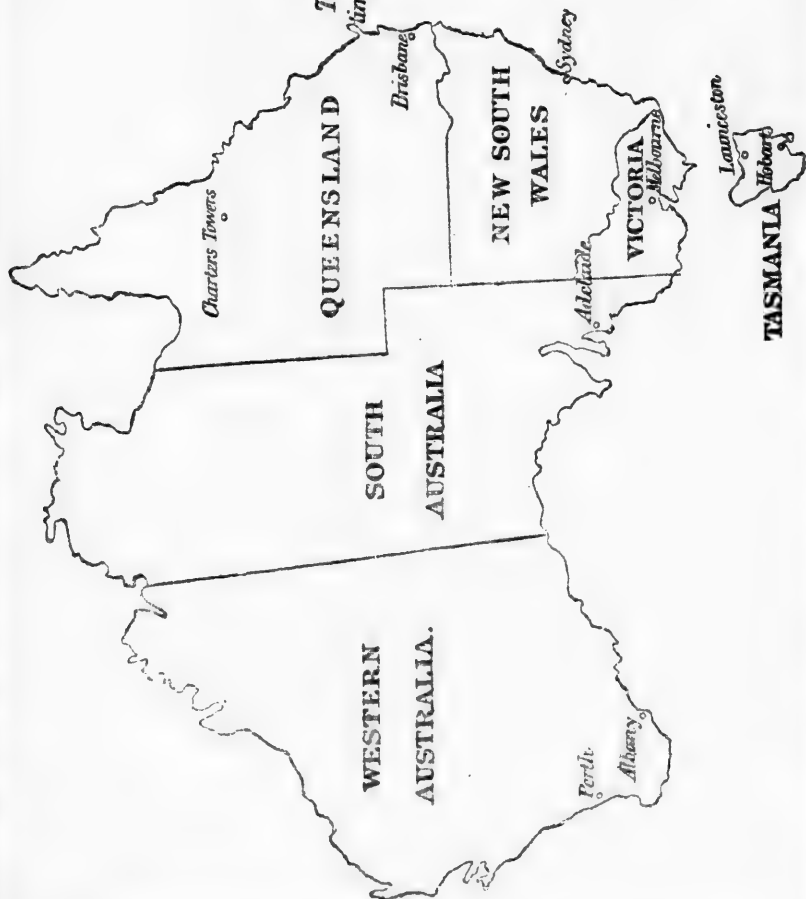 Charters Towers
QUEENSLAND
Brisbane
WESTERN
AUSTRALIA.
SOUTH
AUSTRALIA
NEW SOUTH
WALES
Sydney
Perth
Albany
Adelaide
VICTORIA
Melbourne
Launceston
Hobart
TASMANIA